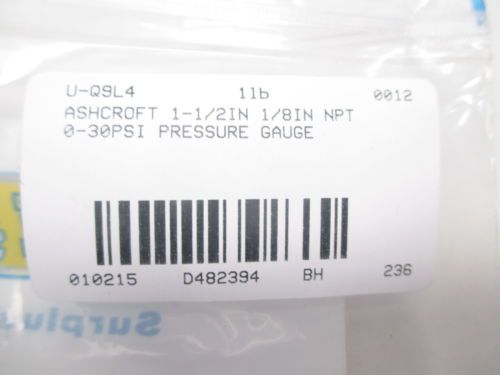 U-Q9L4 1lb 0012
ASHCROFT 1-1/2IN 1/8IN NPT
0-30PSI PRESSURE GAUGE
010215 D482394 BH 236
Surplus